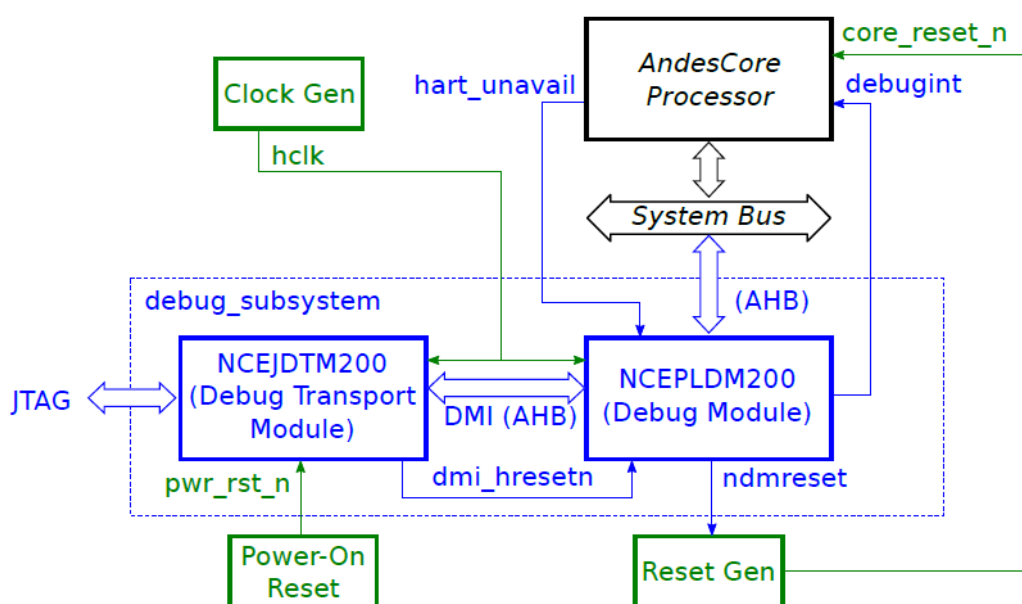 core_reset_n
AndesCore
Processor
hart_unavail
debugint
Clock Gen
hclk
System Bus
debug_subsystem
(AHB)
NCEJDTM200
(Debug Transport
Module)
NCEPLDM200
(Debug Module)
JTAG
DMI (AHB)
pwr_rst_n
dmi_hresetn
ndmreset
Power-On
Reset
Reset Gen